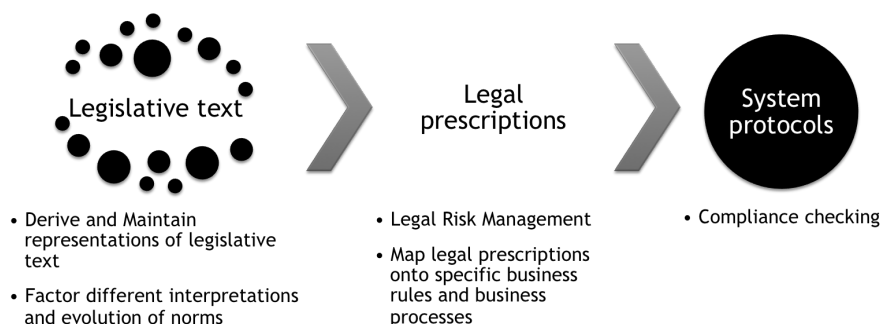 Legislative text
Legal
prescriptions
System
protocols
• Derive and Maintain
representations of legislative
text
• Factor different interpretations
and evolution of norms
• Legal Risk Management
• Map legal prescriptions
onto specific business
rules and business
processes
• Compliance checking